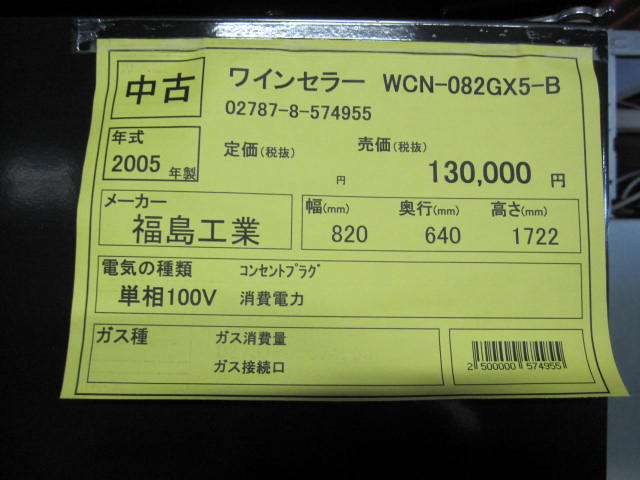 中古
ワインセラー WCN-082GX5-B
02787-8-574955
年式
2005 年製
定価(税抜)
円
売価(税抜)
130,000 円
メーカー
福島工業
幅(mm) 奥行(mm) 高さ(mm)
820 640 1722
電気の種類 コンセントプラグ
単相100V 消費電力
ガス種 ガス消費量
ガス接続口
2 500000 574955